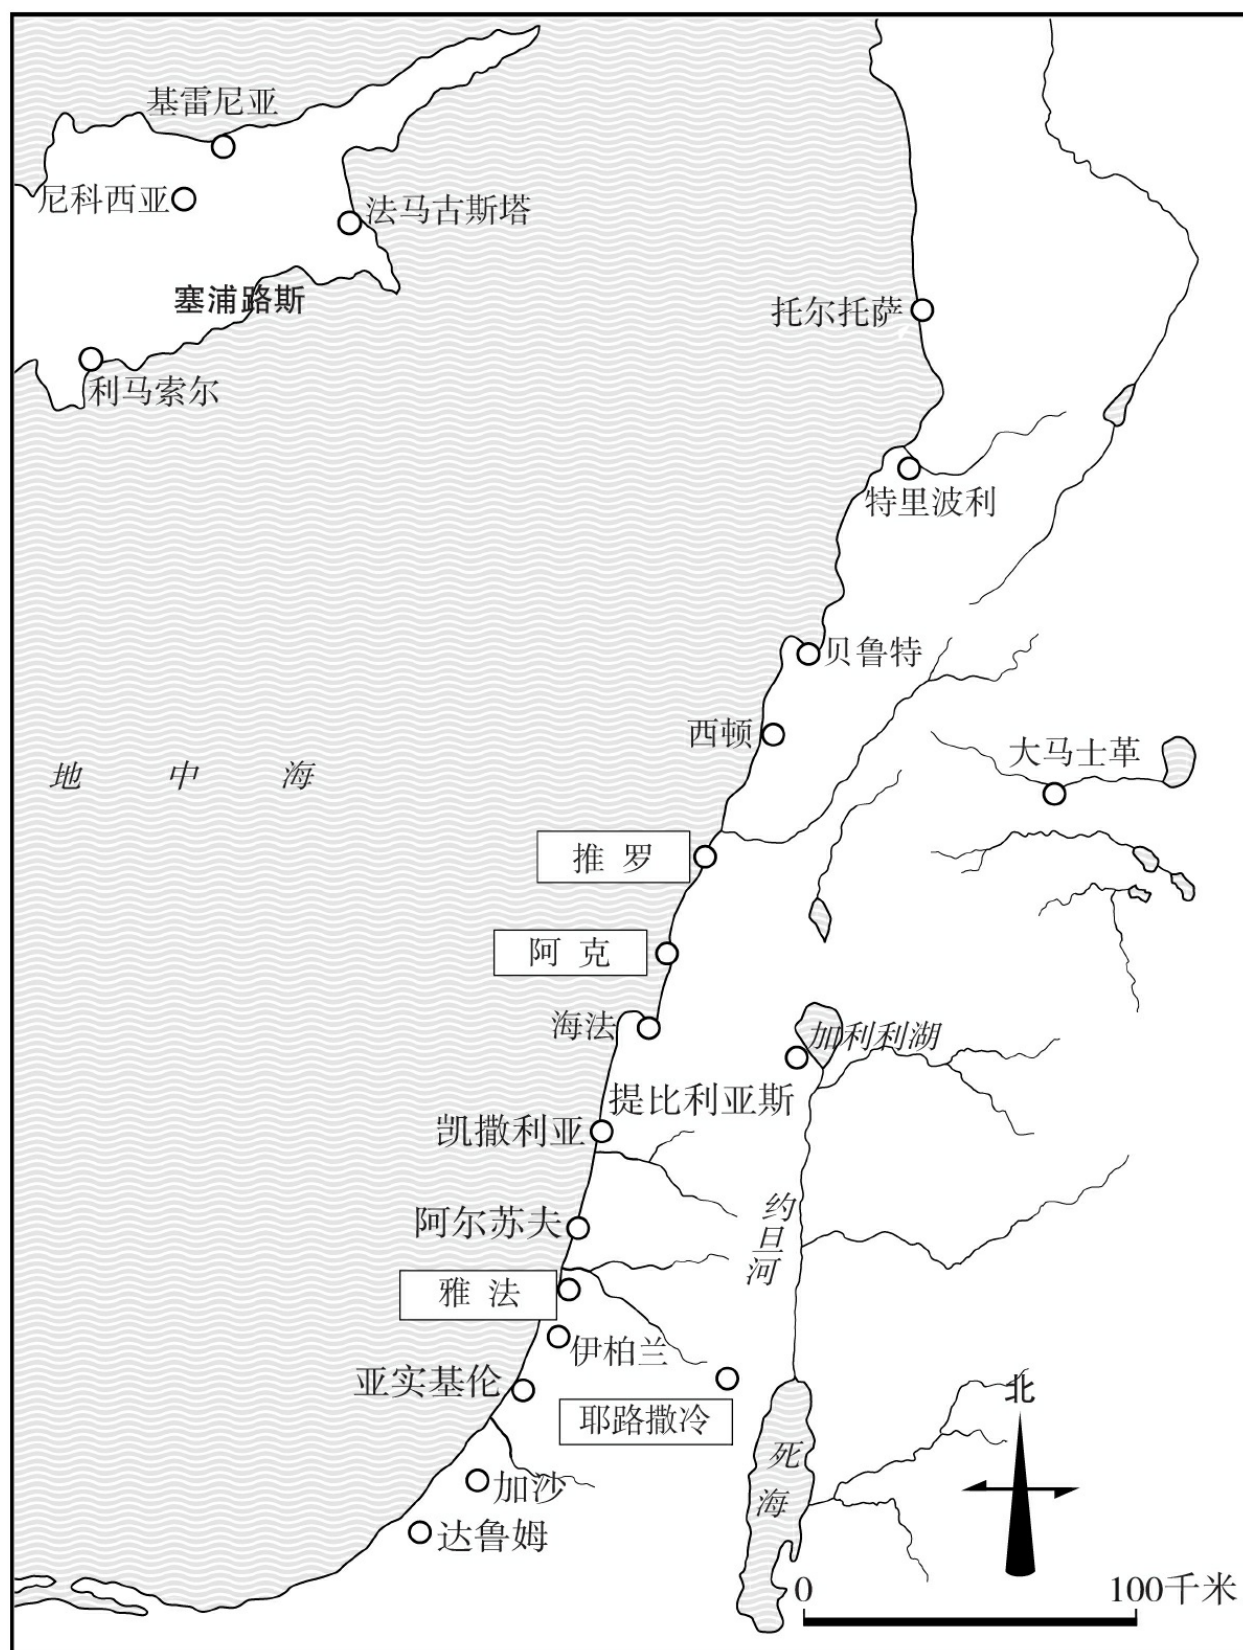 基雷尼亚
尼科西亚
法马古斯塔
塞浦路斯
托尔托萨
利马索尔
特里波利
贝鲁特
西顿
大马士革
地中海
推罗
阿克
海法
加利利湖
提比利亚斯
凯撒利亚
约旦河
阿尔苏夫
雅法
伊柏兰
亚实基伦
耶路撒冷
北
死海
加沙
达鲁姆
0 100千米